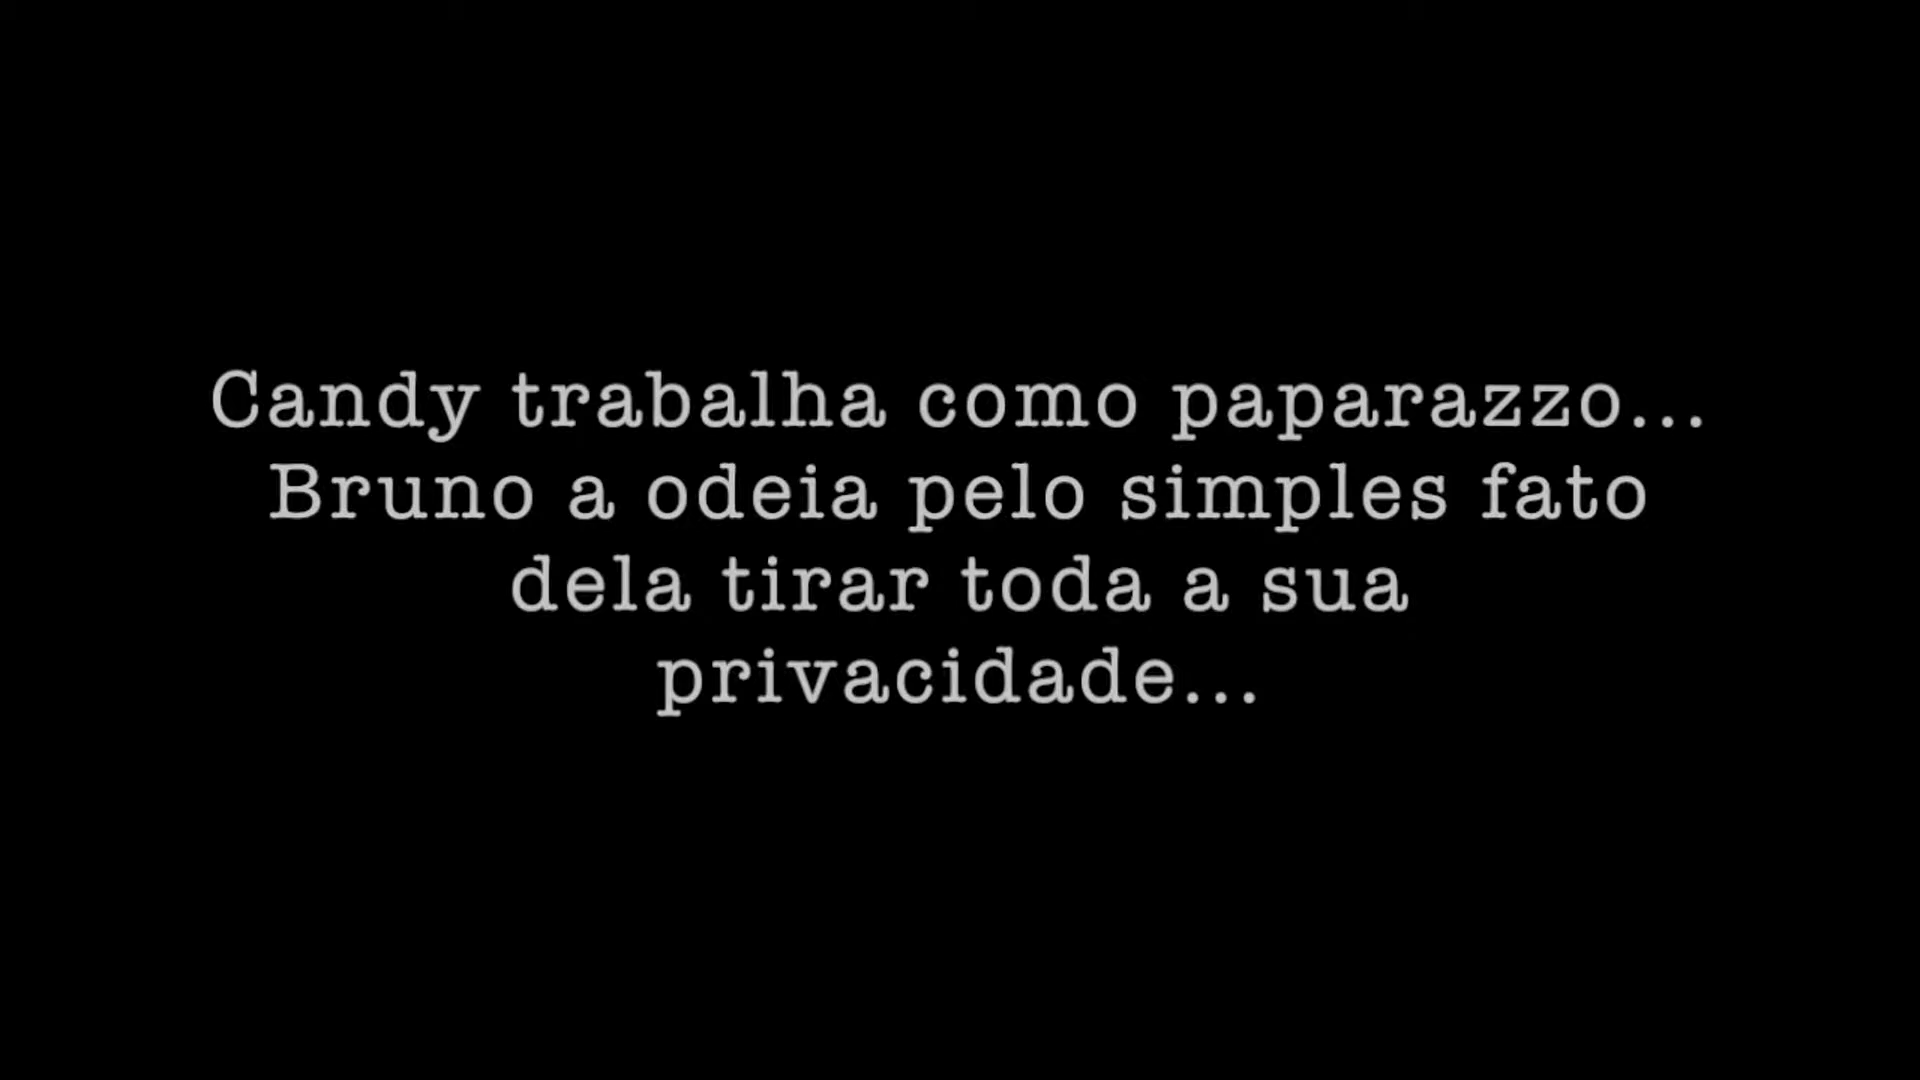 Candy trabalha como paparazzo...
Bruno a odeia pelo simples fato
dela tirar toda a sua
privacidade...